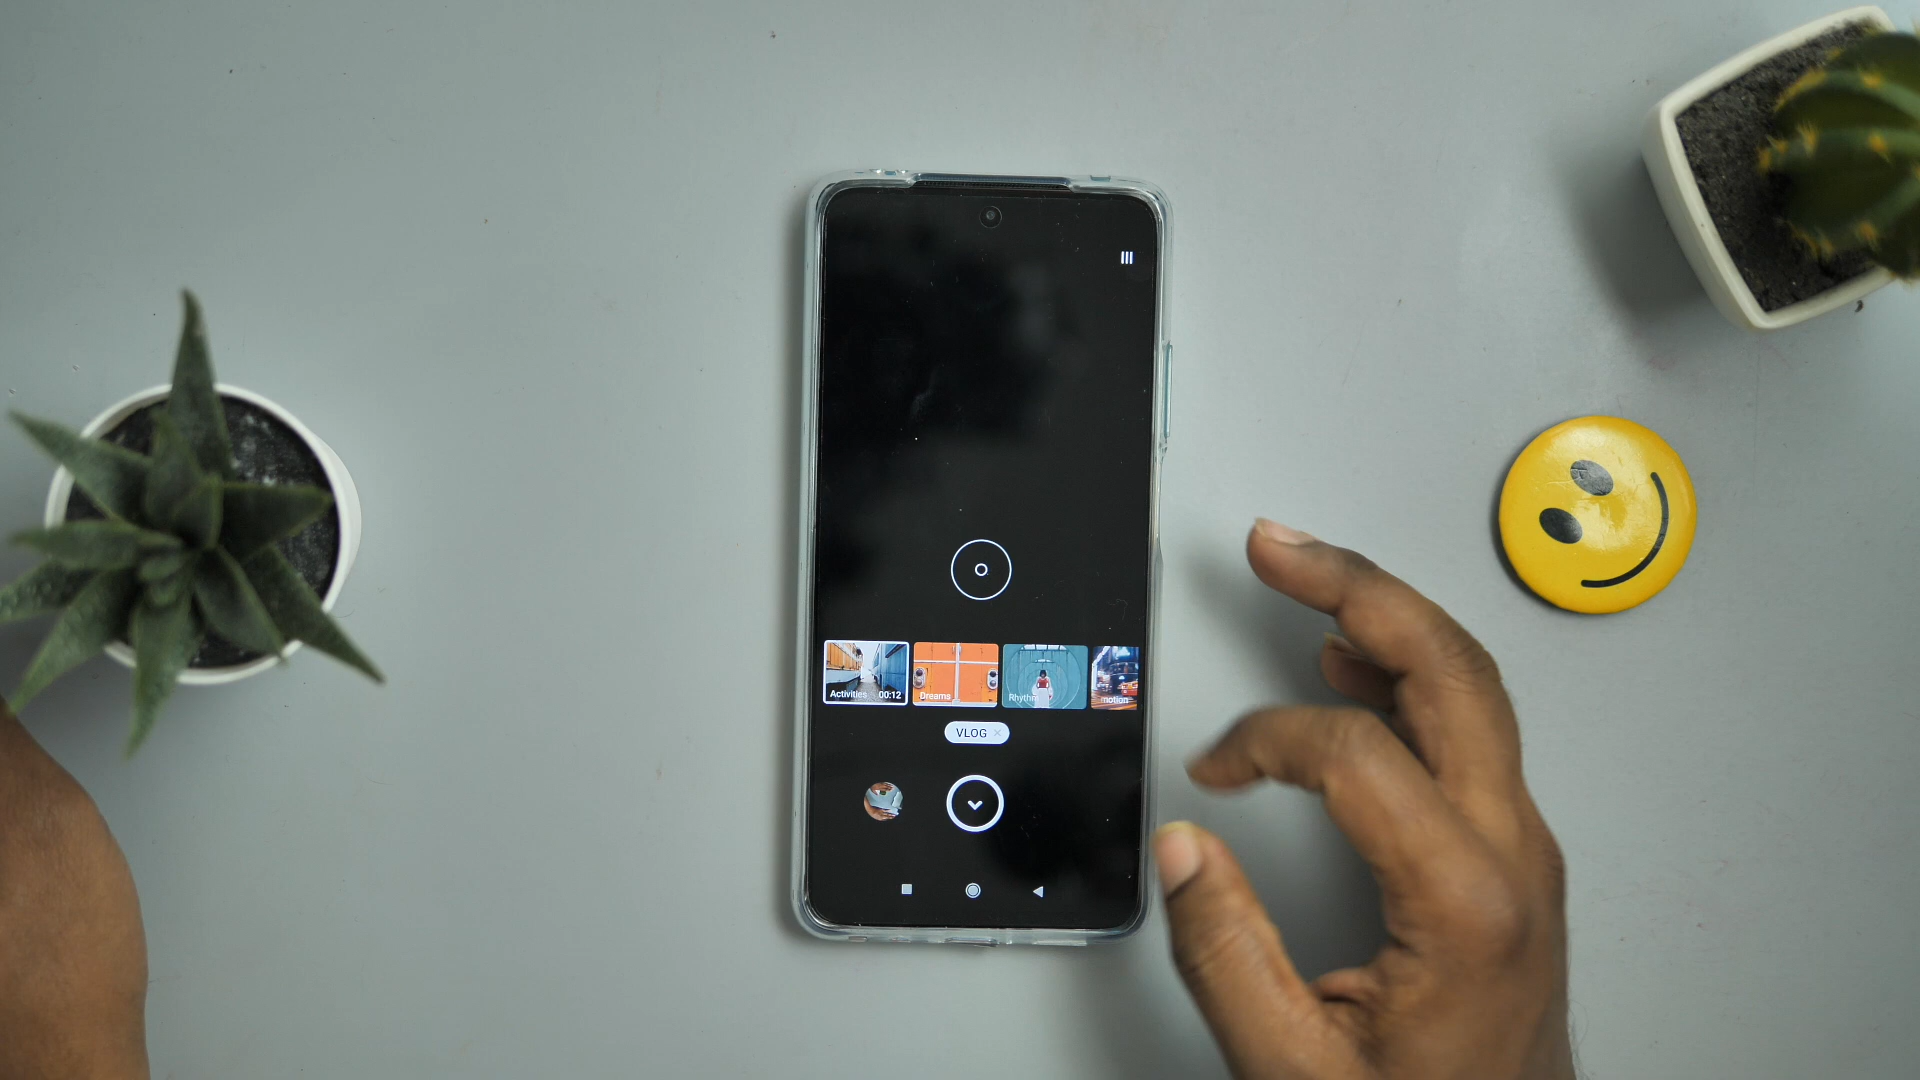 Activities 00:12
Dreams
Rhythm
motion
VLOG ×